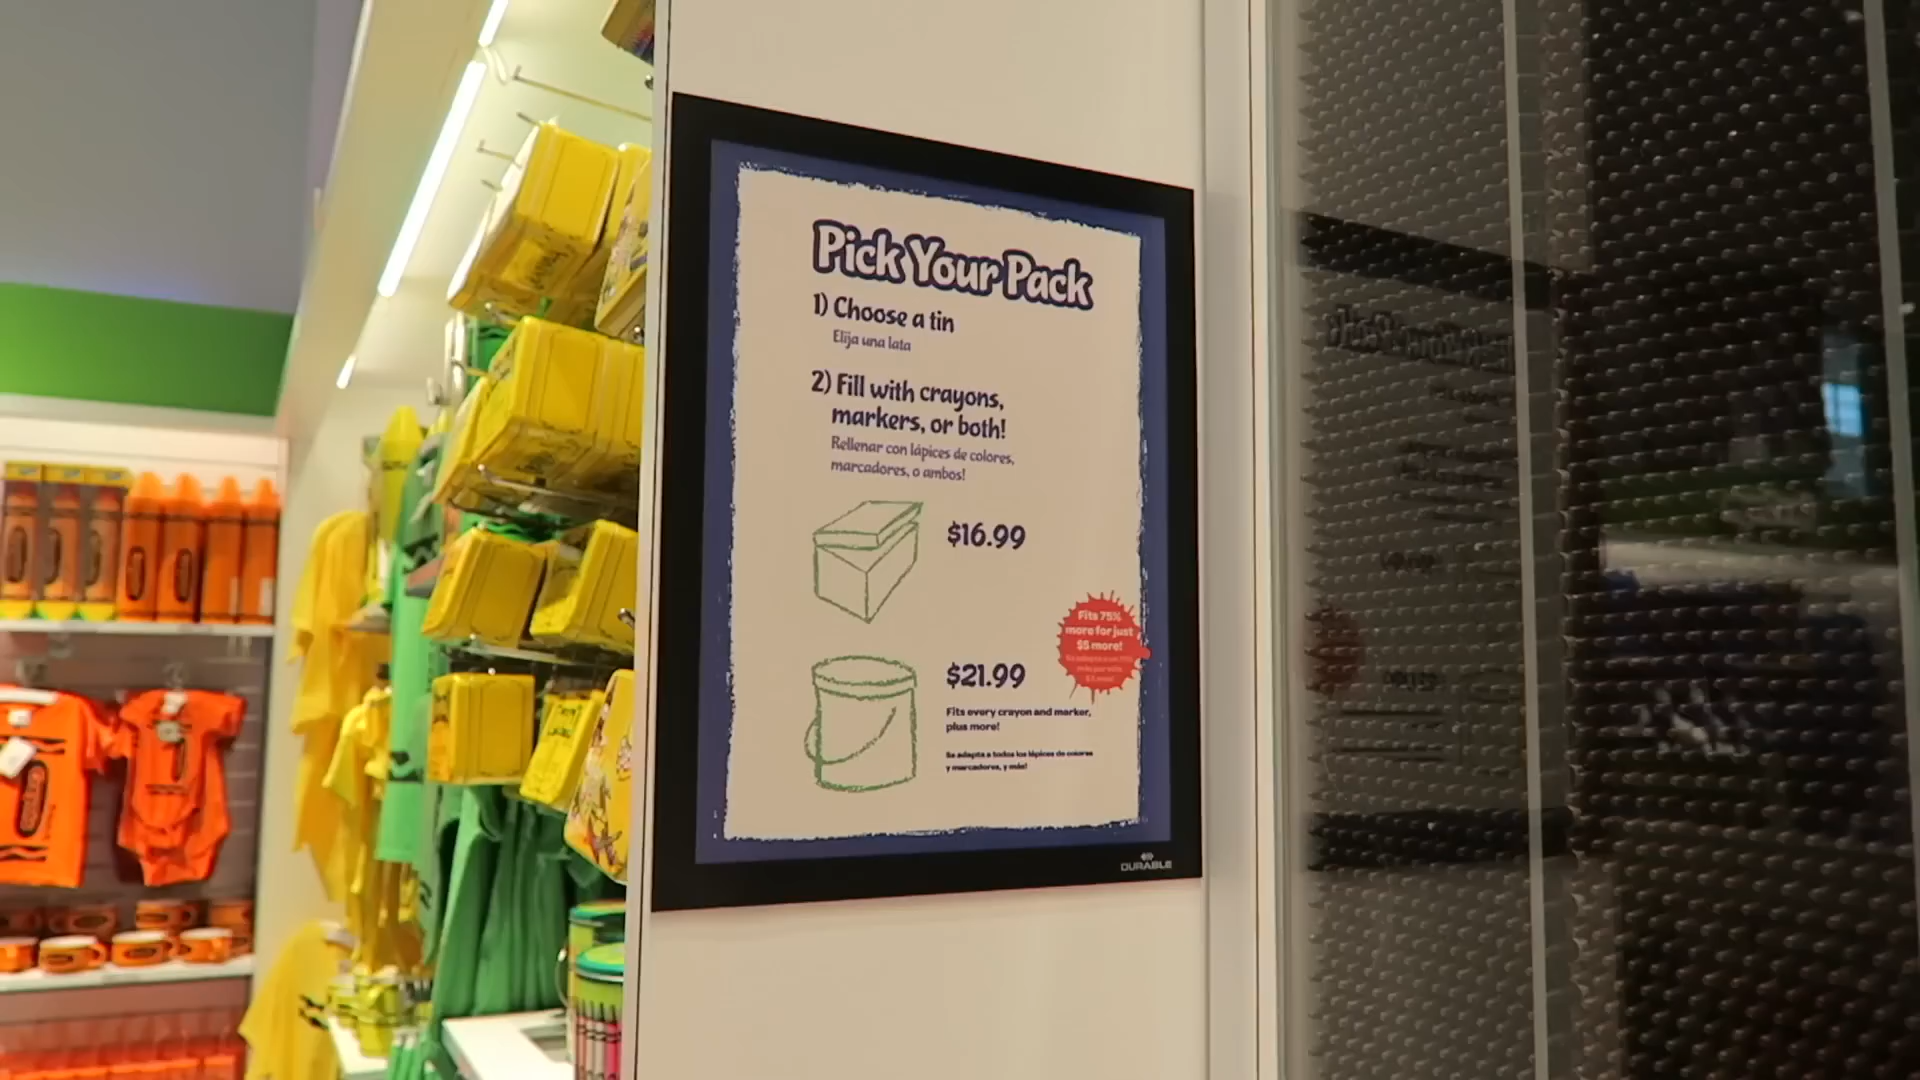 Pick Your Pack
1) Choose a tin
Elija una lata
2) Fill with crayons,
markers, or both!
Rellenar con lápices de colores,
marcadores, o ambos!
$16.99
Fits 75%
more for just
$5 more!
$21.99
Fits every crayon and marker,
plus more!
Se adapta a todos los lápices de colores
y marcadores, y más!
DURABLE